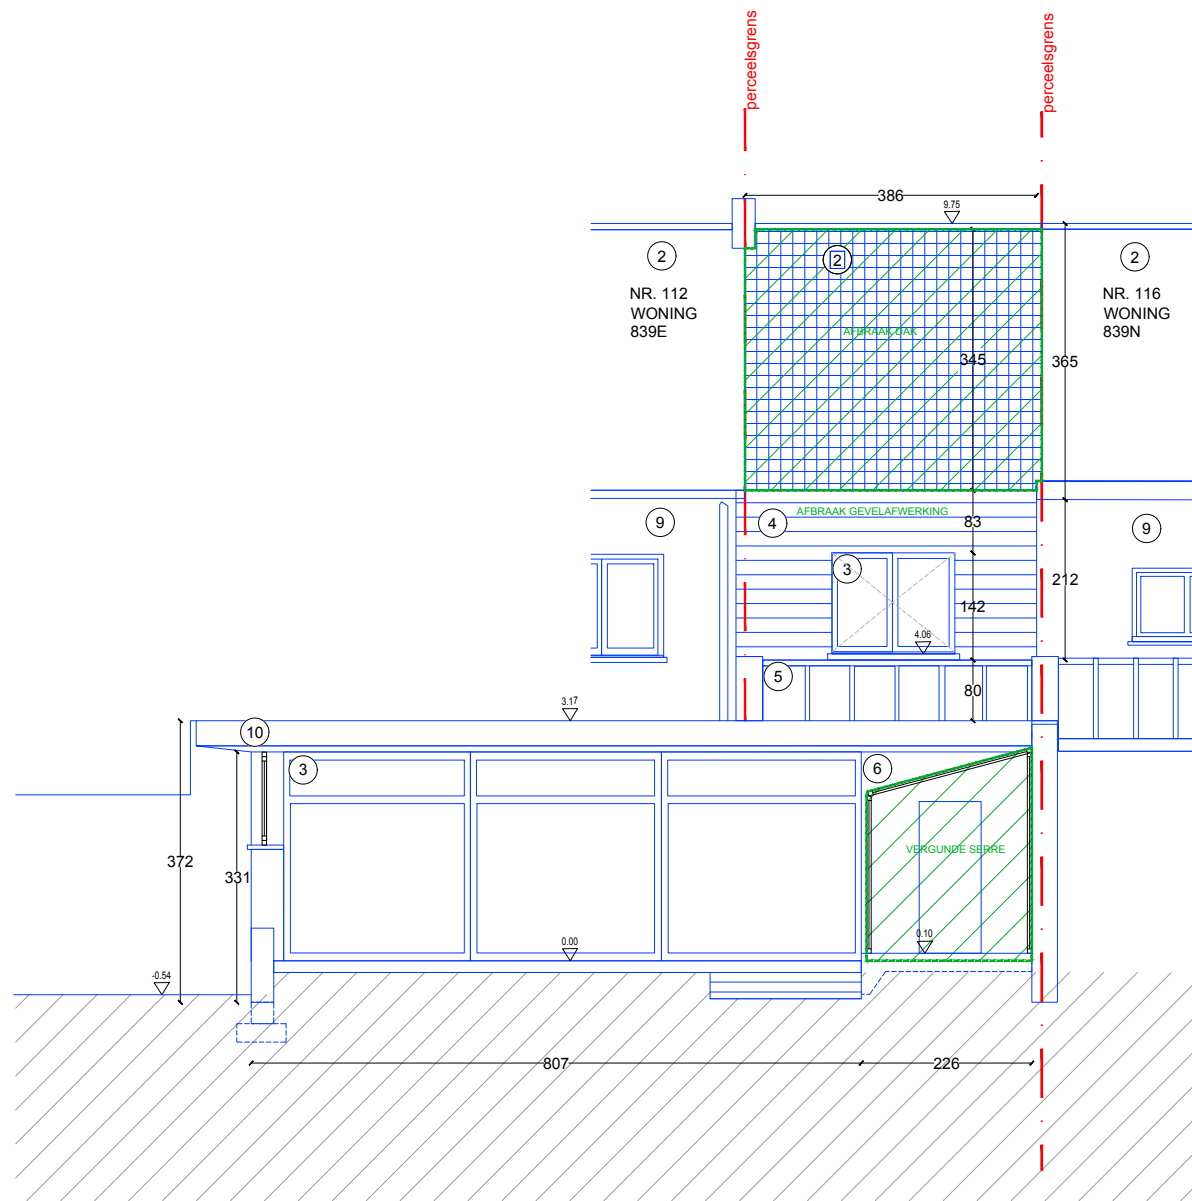 perceelsgrens
perceelsgrens
386
9.75
2
2
2
NR. 112
WONING
839E
NR. 116
WONING
839N
AFBRAAK DAK
345
365
AFBRAAK GEVELAFWERKING
9
4
83
9
3
212
142
4.06
5
80
3.17
10
3
6
372
331
VERGUNDE SERRE
0.00
0.10
-0.54
807
226